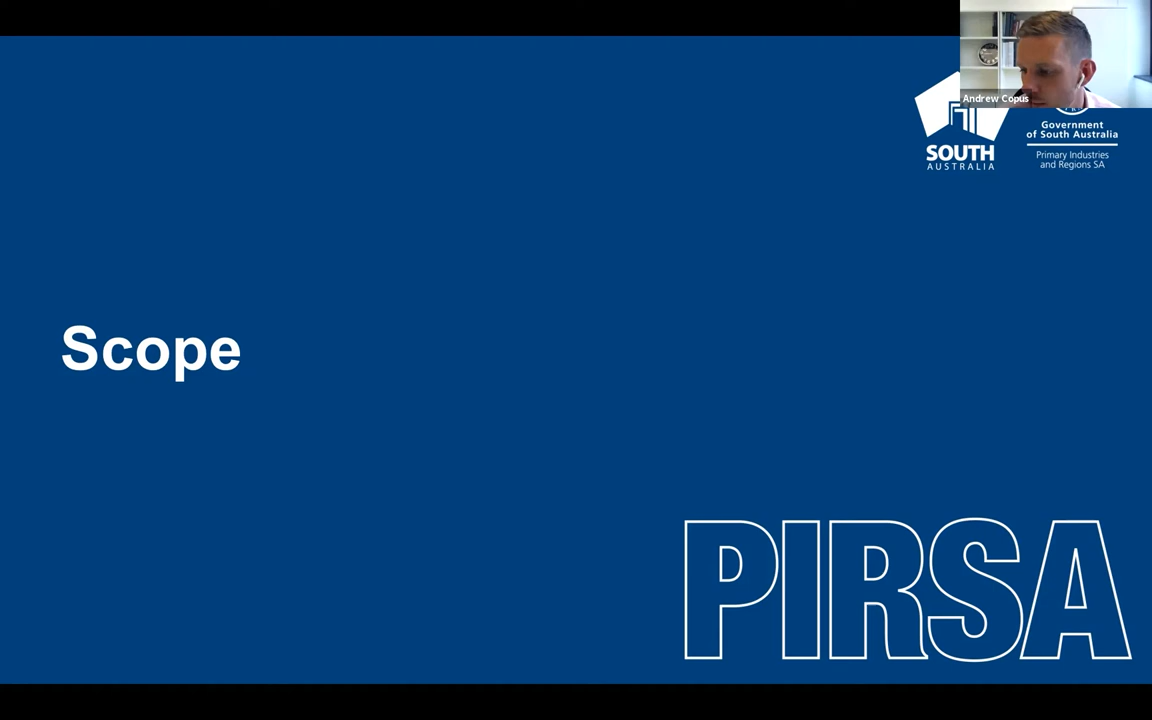 Andrew Copus
SOUTH
AUSTRALIA
Government
of South Australia
Primary Industries
and Regions SA
Scope
PIRSA